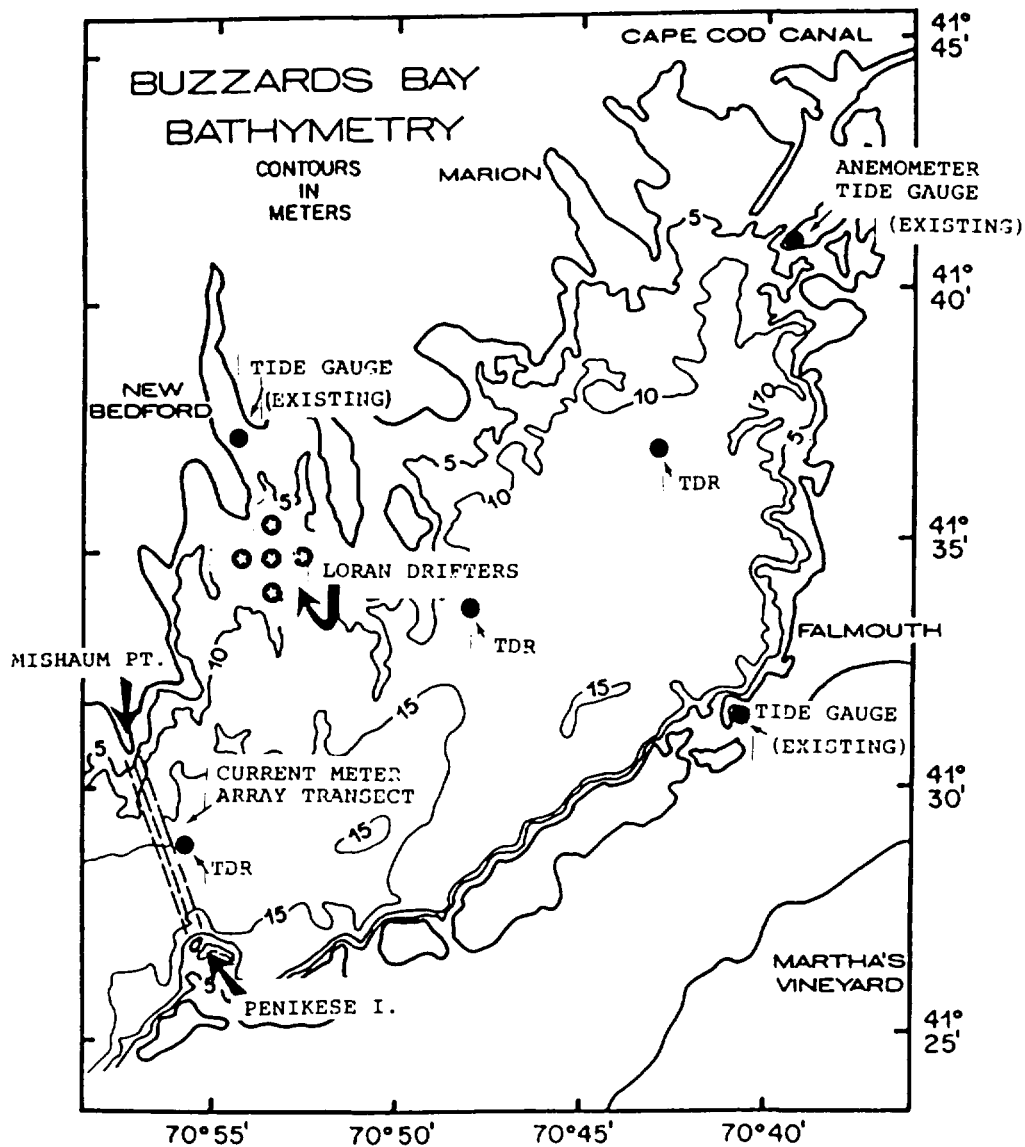 BUZZARDS BAY
BATHYMETRY
CONTOURS
IN
METERS
CAPE COD CANAL
41°
45'
MARION
ANEMOMETER
TIDE GAUGE
(EXISTING)
5
41°
40'
TIDE GAUGE
(EXISTING)
NEW
BEDFORD
10
10
5
5
10
TDR
5
41°
35'
LORAN DRIFTERS
TDR
FALMOUTH
MISHAUM PT.
10
15
15
TIDE GAUGE
(EXISTING)
5
CURRENT METER
ARRAY TRANSECT
41°
30'
15
TDR
15
MARTHA'S
VINEYARD
5
PENIKESE I.
41°
25'
70°55'
70°50'
70°45'
70°40'